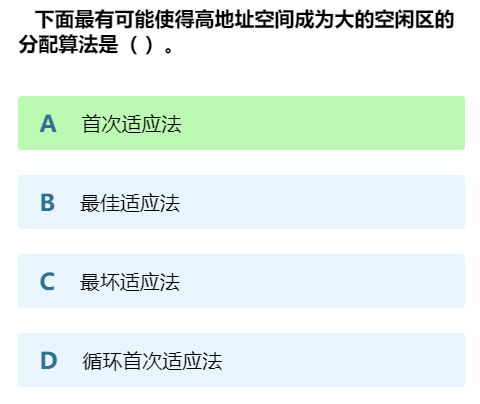 下面最有可能使得高地址空间成为大的空闲区的
分配算法是（ ）。
A 首次适应法
B 最佳适应法
C 最坏适应法
D 循环首次适应法